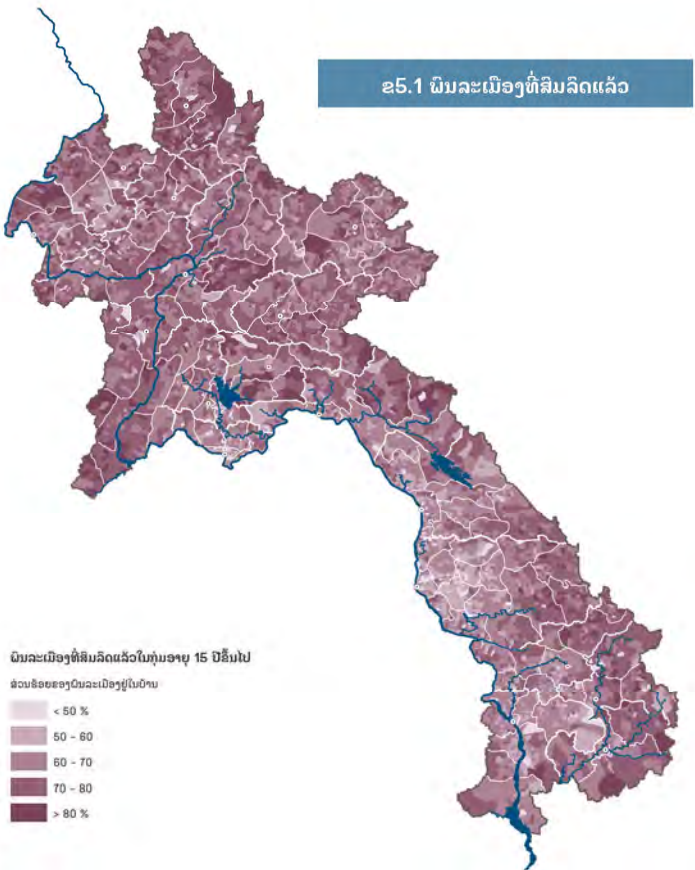 ຂ5.1 ພົນລະເມືອງທີ່ສົມລົດແລ້ວ
ພົນລະເມືອງທີ່ສົມລົດແລ້ວໃນກຸ່ມອາຍຸ 15 ປີຂຶ້ນໄປ
ສ່ວນຮ້ອຍຂອງພົນລະເມືອງຢູ່ໃນບ້ານ
< 50 %
50 - 60
60 - 70
70 - 80
> 80 %